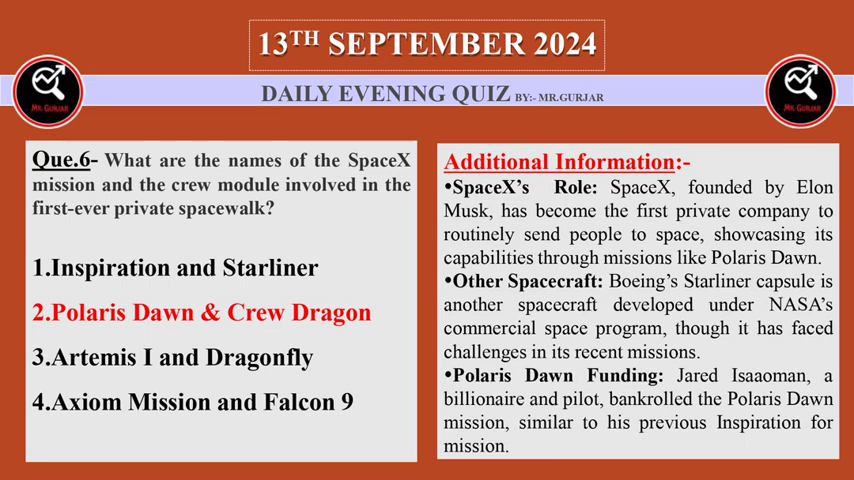 13TH SEPTEMBER 2024
MR. GURJAR
DAILY EVENING QUIZ BY:- MR.GURJAR
MR. GURJAR
Que.6- What are the names of the SpaceX
mission and the crew module involved in the
first-ever private spacewalk?
1.Inspiration and Starliner
2.Polaris Dawn & Crew Dragon
3.Artemis I and Dragonfly
4.Axiom Mission and Falcon 9
Additional Information:-
•SpaceX's Role: SpaceX, founded by Elon
Musk, has become the first private company to
routinely send people to space, showcasing its
capabilities through missions like Polaris Dawn.
•Other Spacecraft: Boeing's Starliner capsule is
another spacecraft developed under NASA's
commercial space program, though it has faced
challenges in its recent missions.
•Polaris Dawn Funding: Jared Isaaoman, a
billionaire and pilot, bankrolled the Polaris Dawn
mission, similar to his previous Inspiration for
mission.